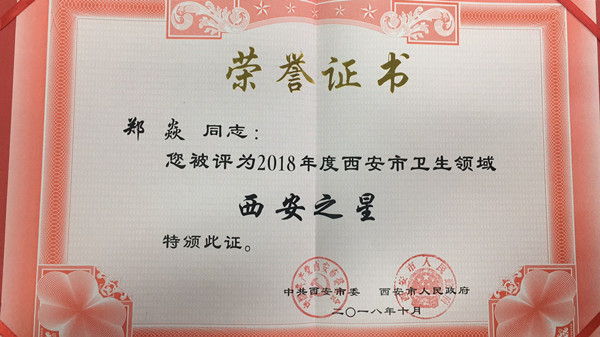 荣誉证书
郑焱同志：
您被评为2018年度西安市卫生领域
西安之星
特颁此证。
中共西安市委 西安市人民政府
二〇一八年十月